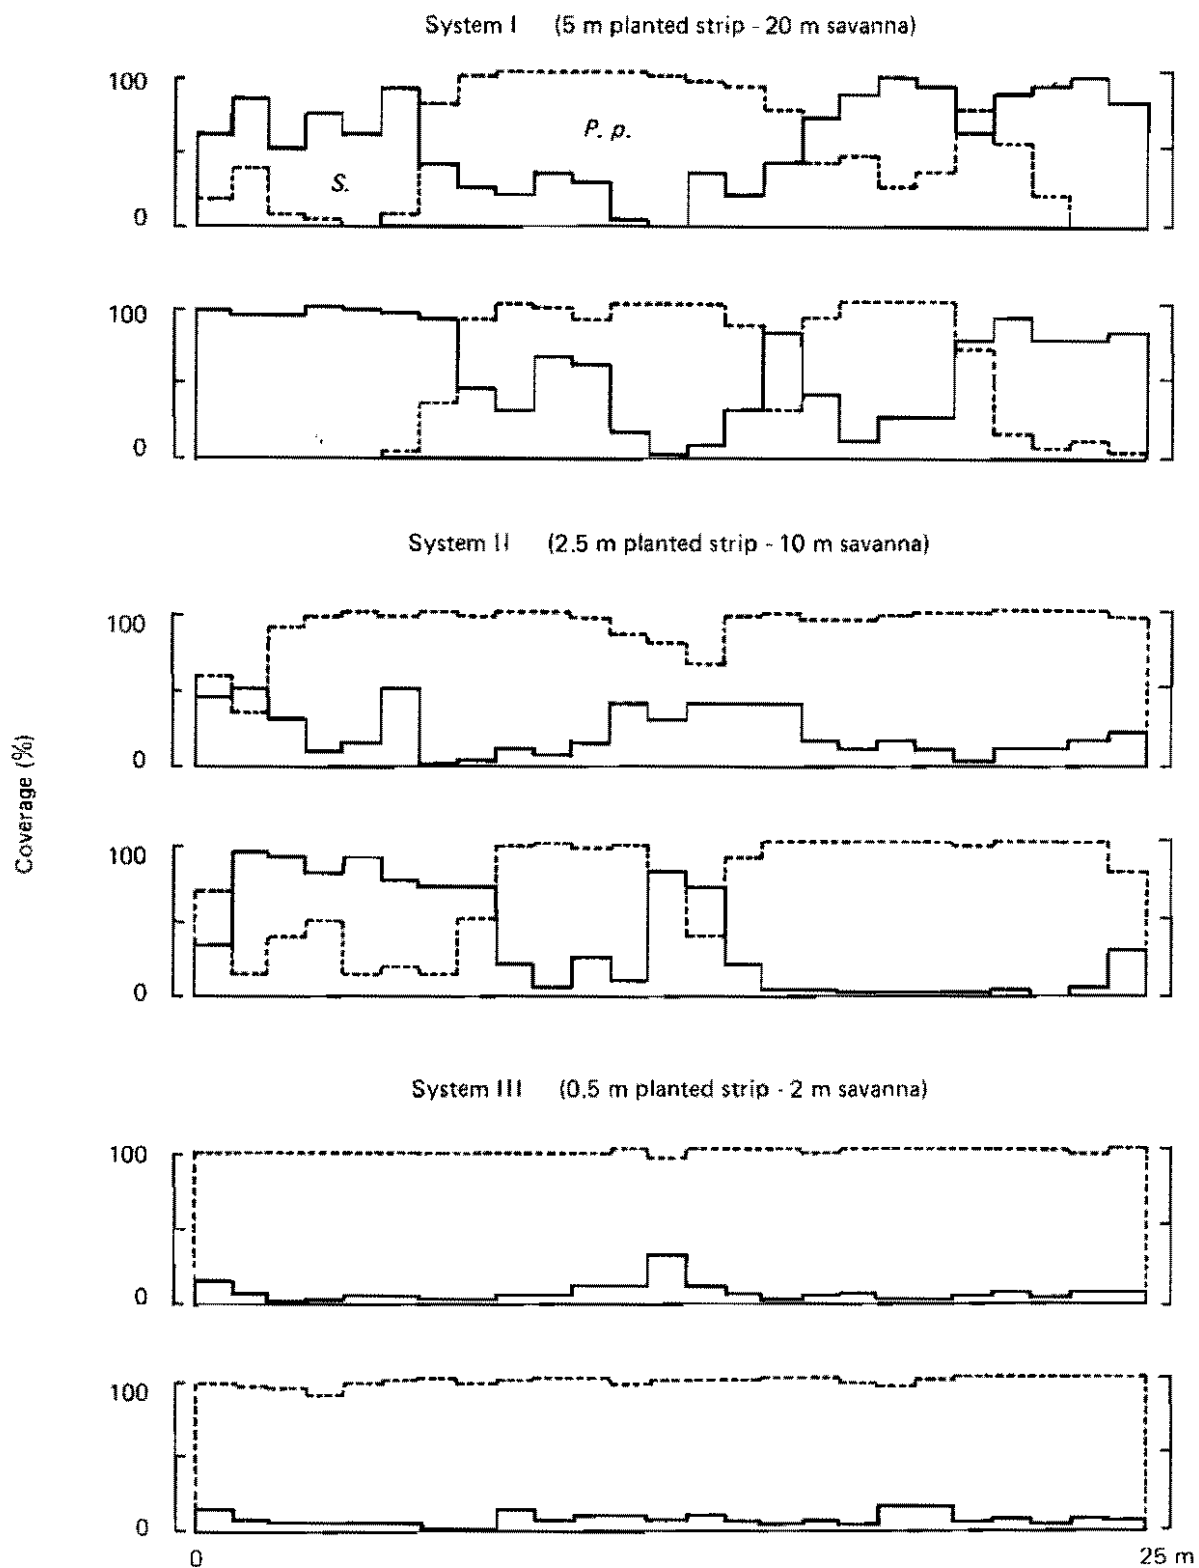 System I (5 m planted strip - 20 m savanna)
100
P. p.
S.
0
100
0
System II (2.5 m planted strip - 10 m savanna)
100
0
Coverage (%)
100
0
System III (0.5 m planted strip - 2 m savanna)
100
0
100
0
0 25 m